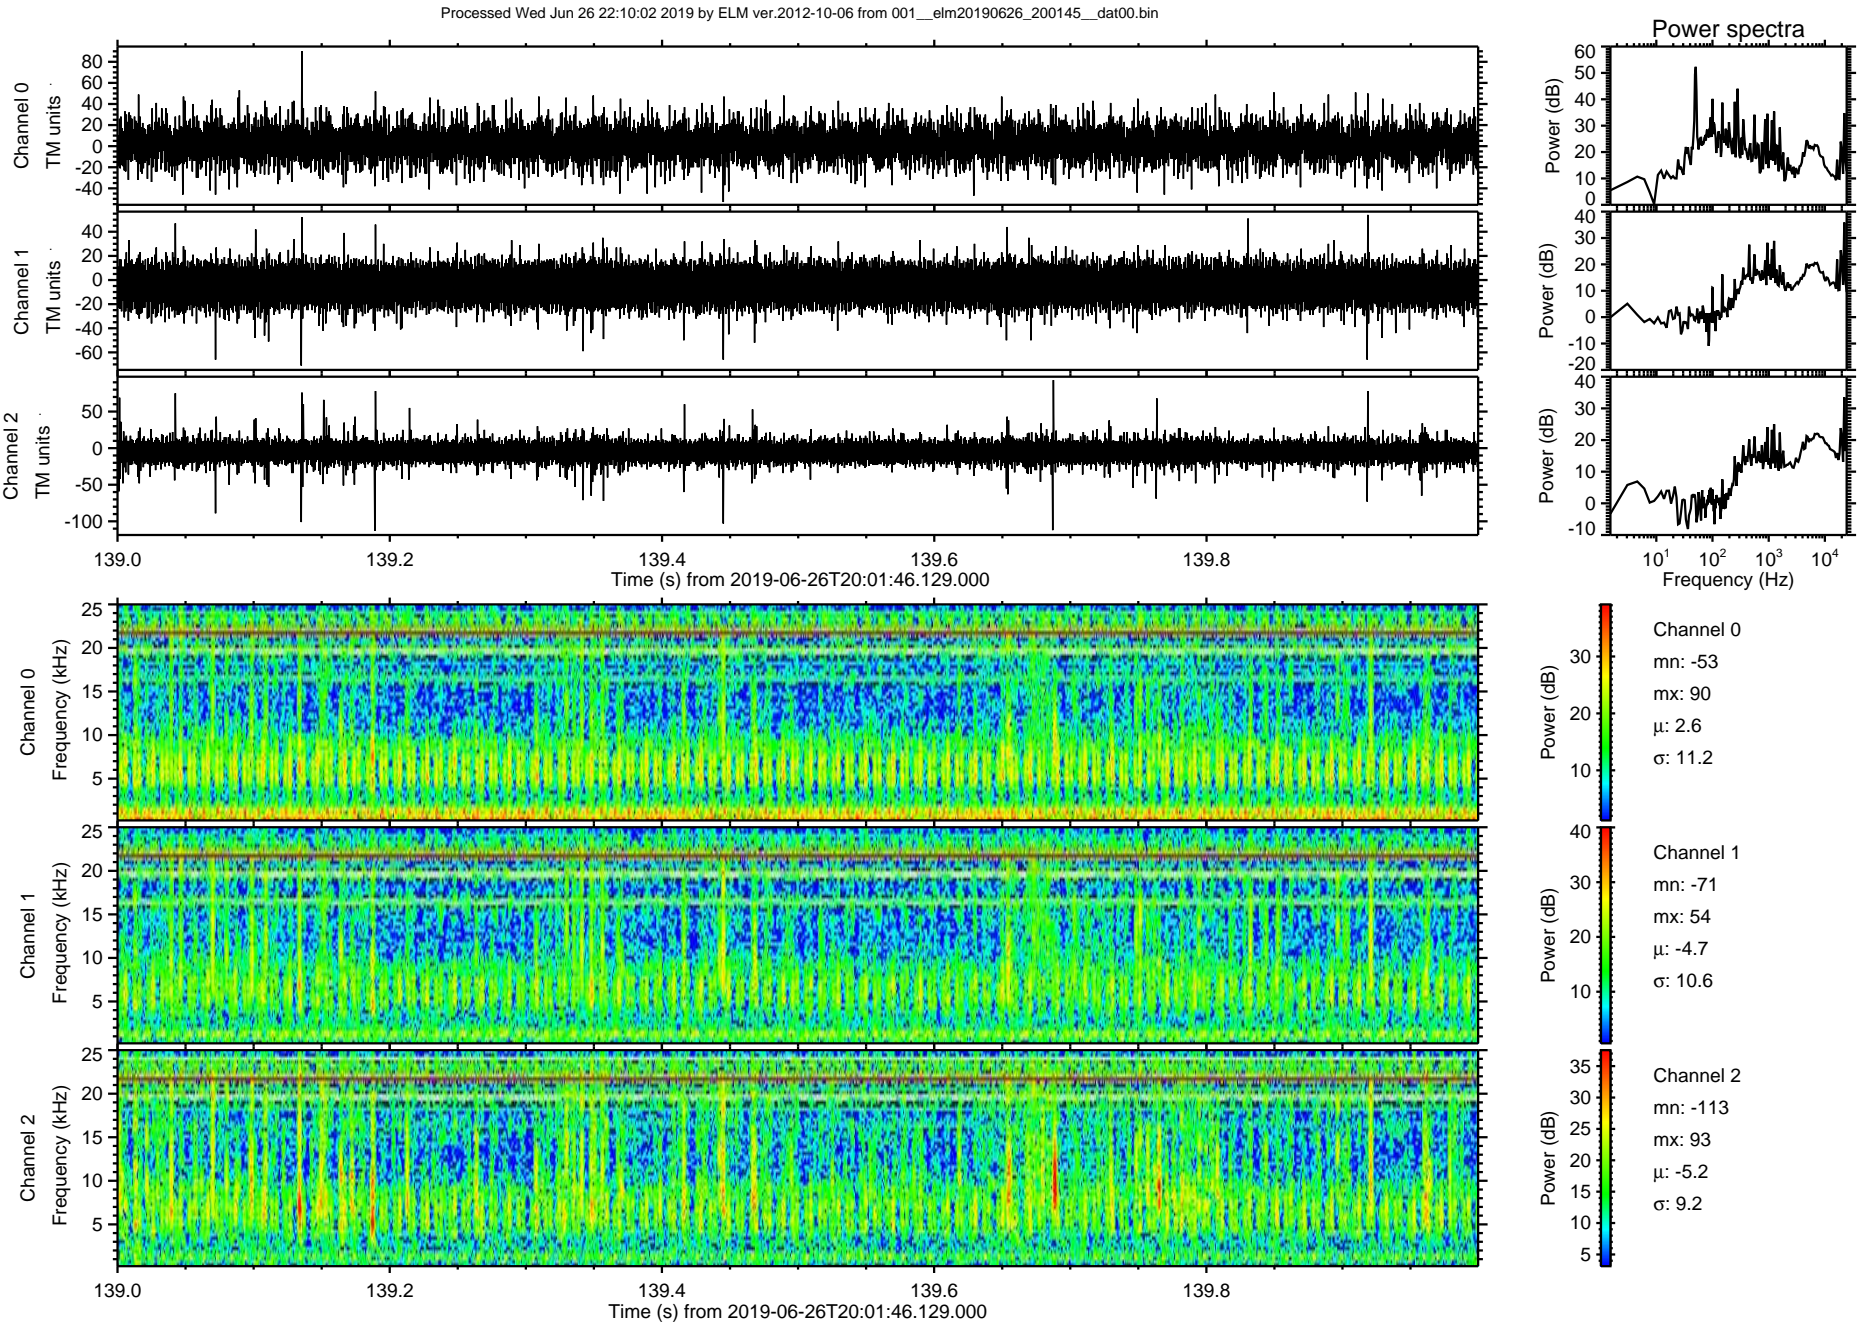 Processed Wed Jun 26 22:10:02 2019 by ELM ver.2012-10-06 from 001__elm20190626_200145__dat00.bin
Power spectra
Channel 0
TM units
80
60
40
20
0
-20
-40
Power (dB)
60
50
40
30
20
10
0
Channel 1
TM units
40
20
0
-20
-40
-60
Power (dB)
40
30
20
10
0
-10
-20
Channel 2
TM units
50
0
-50
-100
Power (dB)
40
30
20
10
0
-10
139.0 139.2 139.4 139.6 139.8
Time (s) from 2019-06-26T20:01:46.129.000
10¹ 10² 10³ 10⁴
Frequency (Hz)
Channel 0
Frequency (kHz)
25
20
15
10
5
Power (dB)
30
20
10
Channel 0
mn: -53
mx: 90
μ: 2.6
σ: 11.2
Channel 1
Frequency (kHz)
25
20
15
10
5
Power (dB)
40
30
20
10
Channel 1
mn: -71
mx: 54
μ: -4.7
σ: 10.6
Channel 2
Frequency (kHz)
25
20
15
10
5
Power (dB)
35
30
25
20
15
10
5
Channel 2
mn: -113
mx: 93
μ: -5.2
σ: 9.2
139.0 139.2 139.4 139.6 139.8
Time (s) from 2019-06-26T20:01:46.129.000